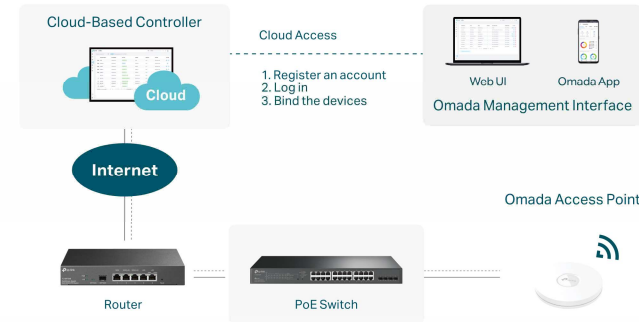 Cloud-Based Controller
Cloud
Cloud Access
1. Register an account
2. Log in
3. Bind the devices
Web UI
Omada App
Omada Management Interface
Internet
Omada Access Point
Router
PoE Switch